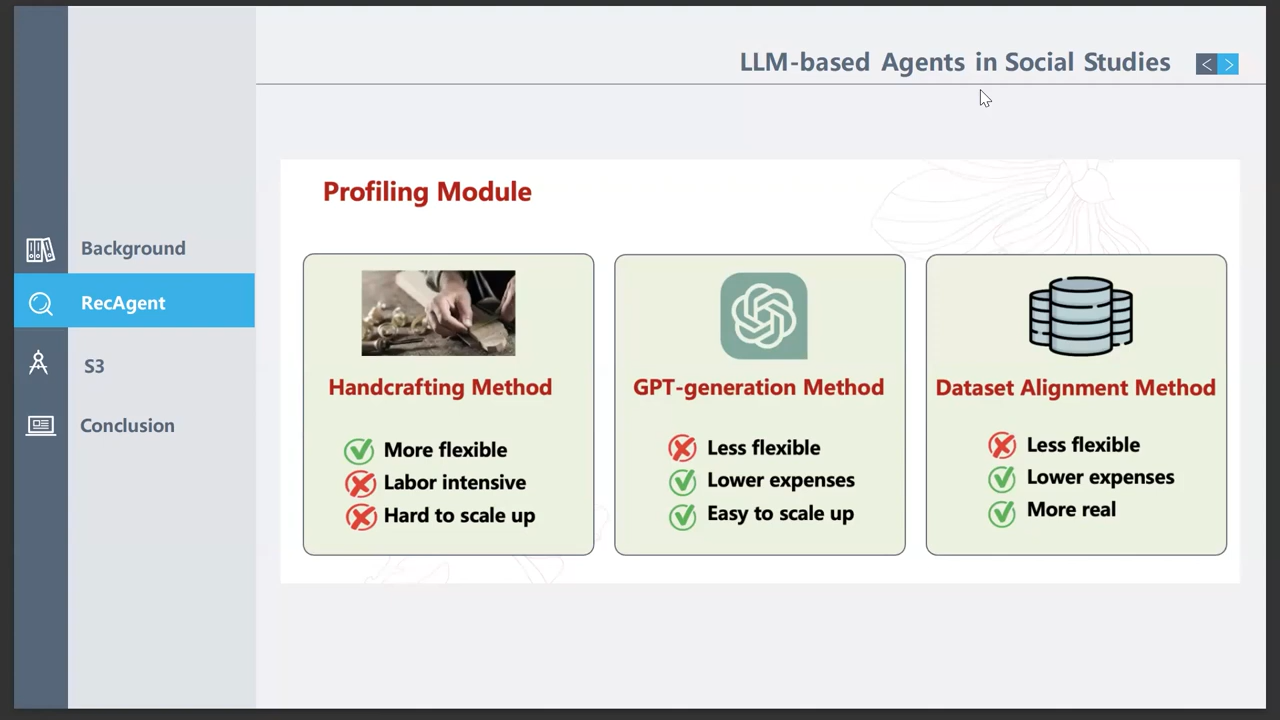 LLM-based Agents in Social Studies
Background
RecAgent
S3
Conclusion
Profiling Module
Handcrafting Method
More flexible
Labor intensive
Hard to scale up
GPT-generation Method
Less flexible
Lower expenses
Easy to scale up
Dataset Alignment Method
Less flexible
Lower expenses
More real